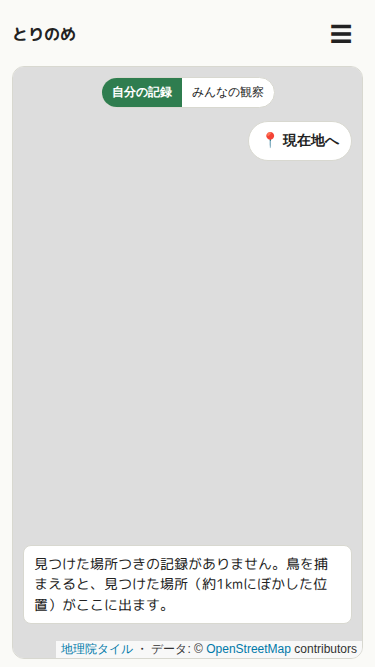 とりのめ
自分の記録 みんなの観察
📍 現在地へ
見つけた場所つきの記録がありません。鳥を捕
まえると、見つけた場所（約1kmにぼかした位
置）がここに出ます。
地理院タイル ・ データ: © OpenStreetMap contributors